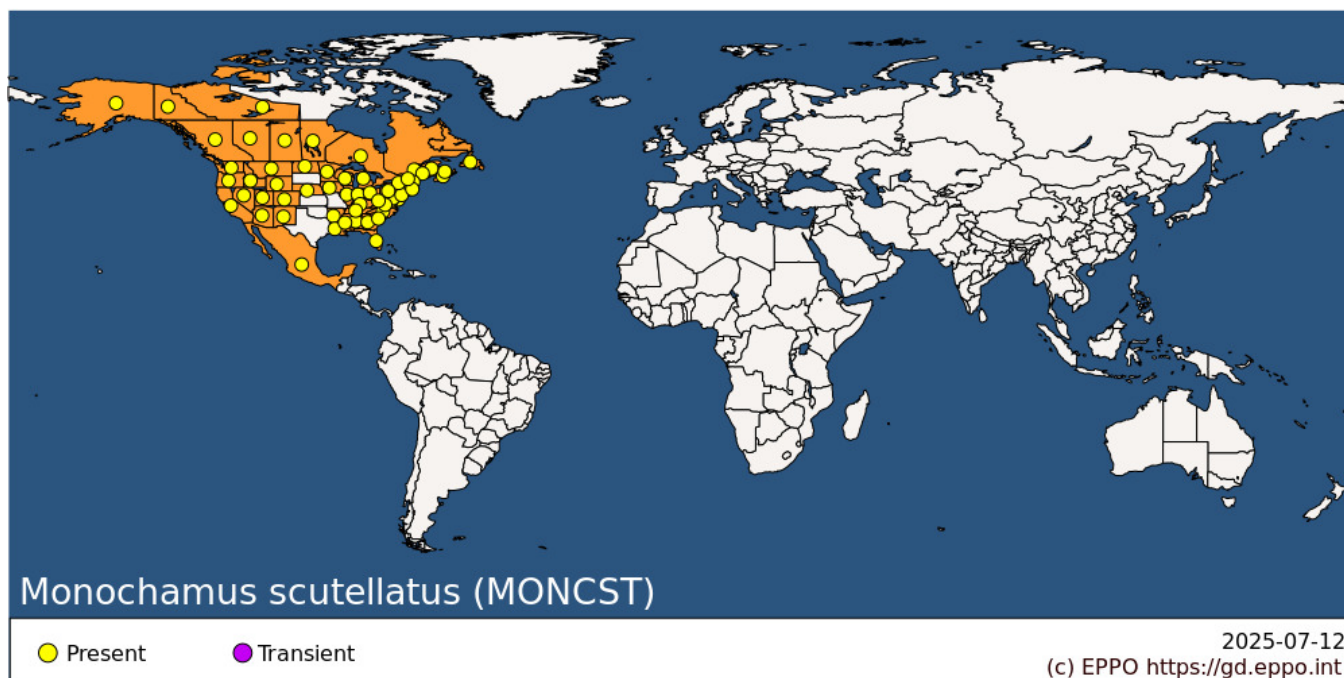 Monochamus scutellatus (MONCST)
Present
Transient
2025-07-12
(c) EPPO https://gd.eppo.int